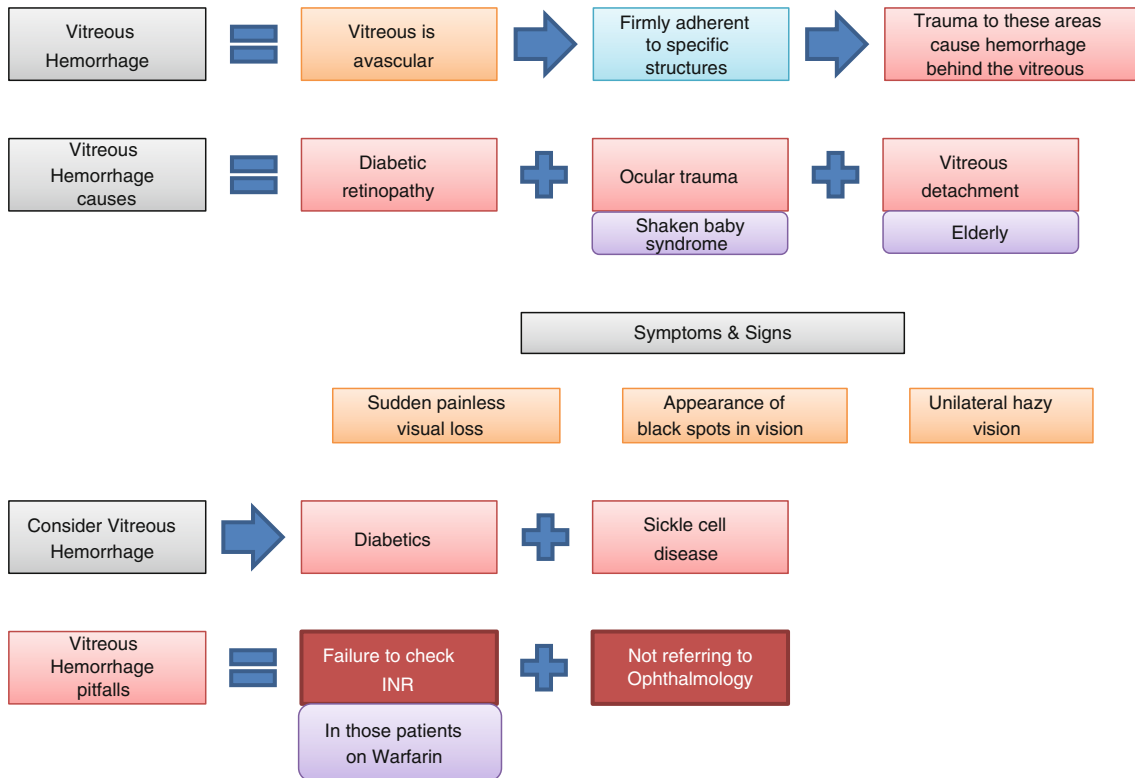 Vitreous
Hemorrhage
Vitreous is
avascular
Firmly adherent
to specific
structures
Trauma to these areas
cause hemorrhage
behind the vitreous
Vitreous
Hemorrhage
causes
Diabetic
retinopathy
Ocular trauma
Shaken baby
syndrome
Vitreous
detachment
Elderly
Symptoms & Signs
Sudden painless
visual loss
Appearance of
black spots in vision
Unilateral hazy
vision
Consider Vitreous
Hemorrhage
Diabetics
Sickle cell
disease
Vitreous
Hemorrhage
pitfalls
Failure to check
INR
In those patients
on Warfarin
Not referring to
Ophthalmology